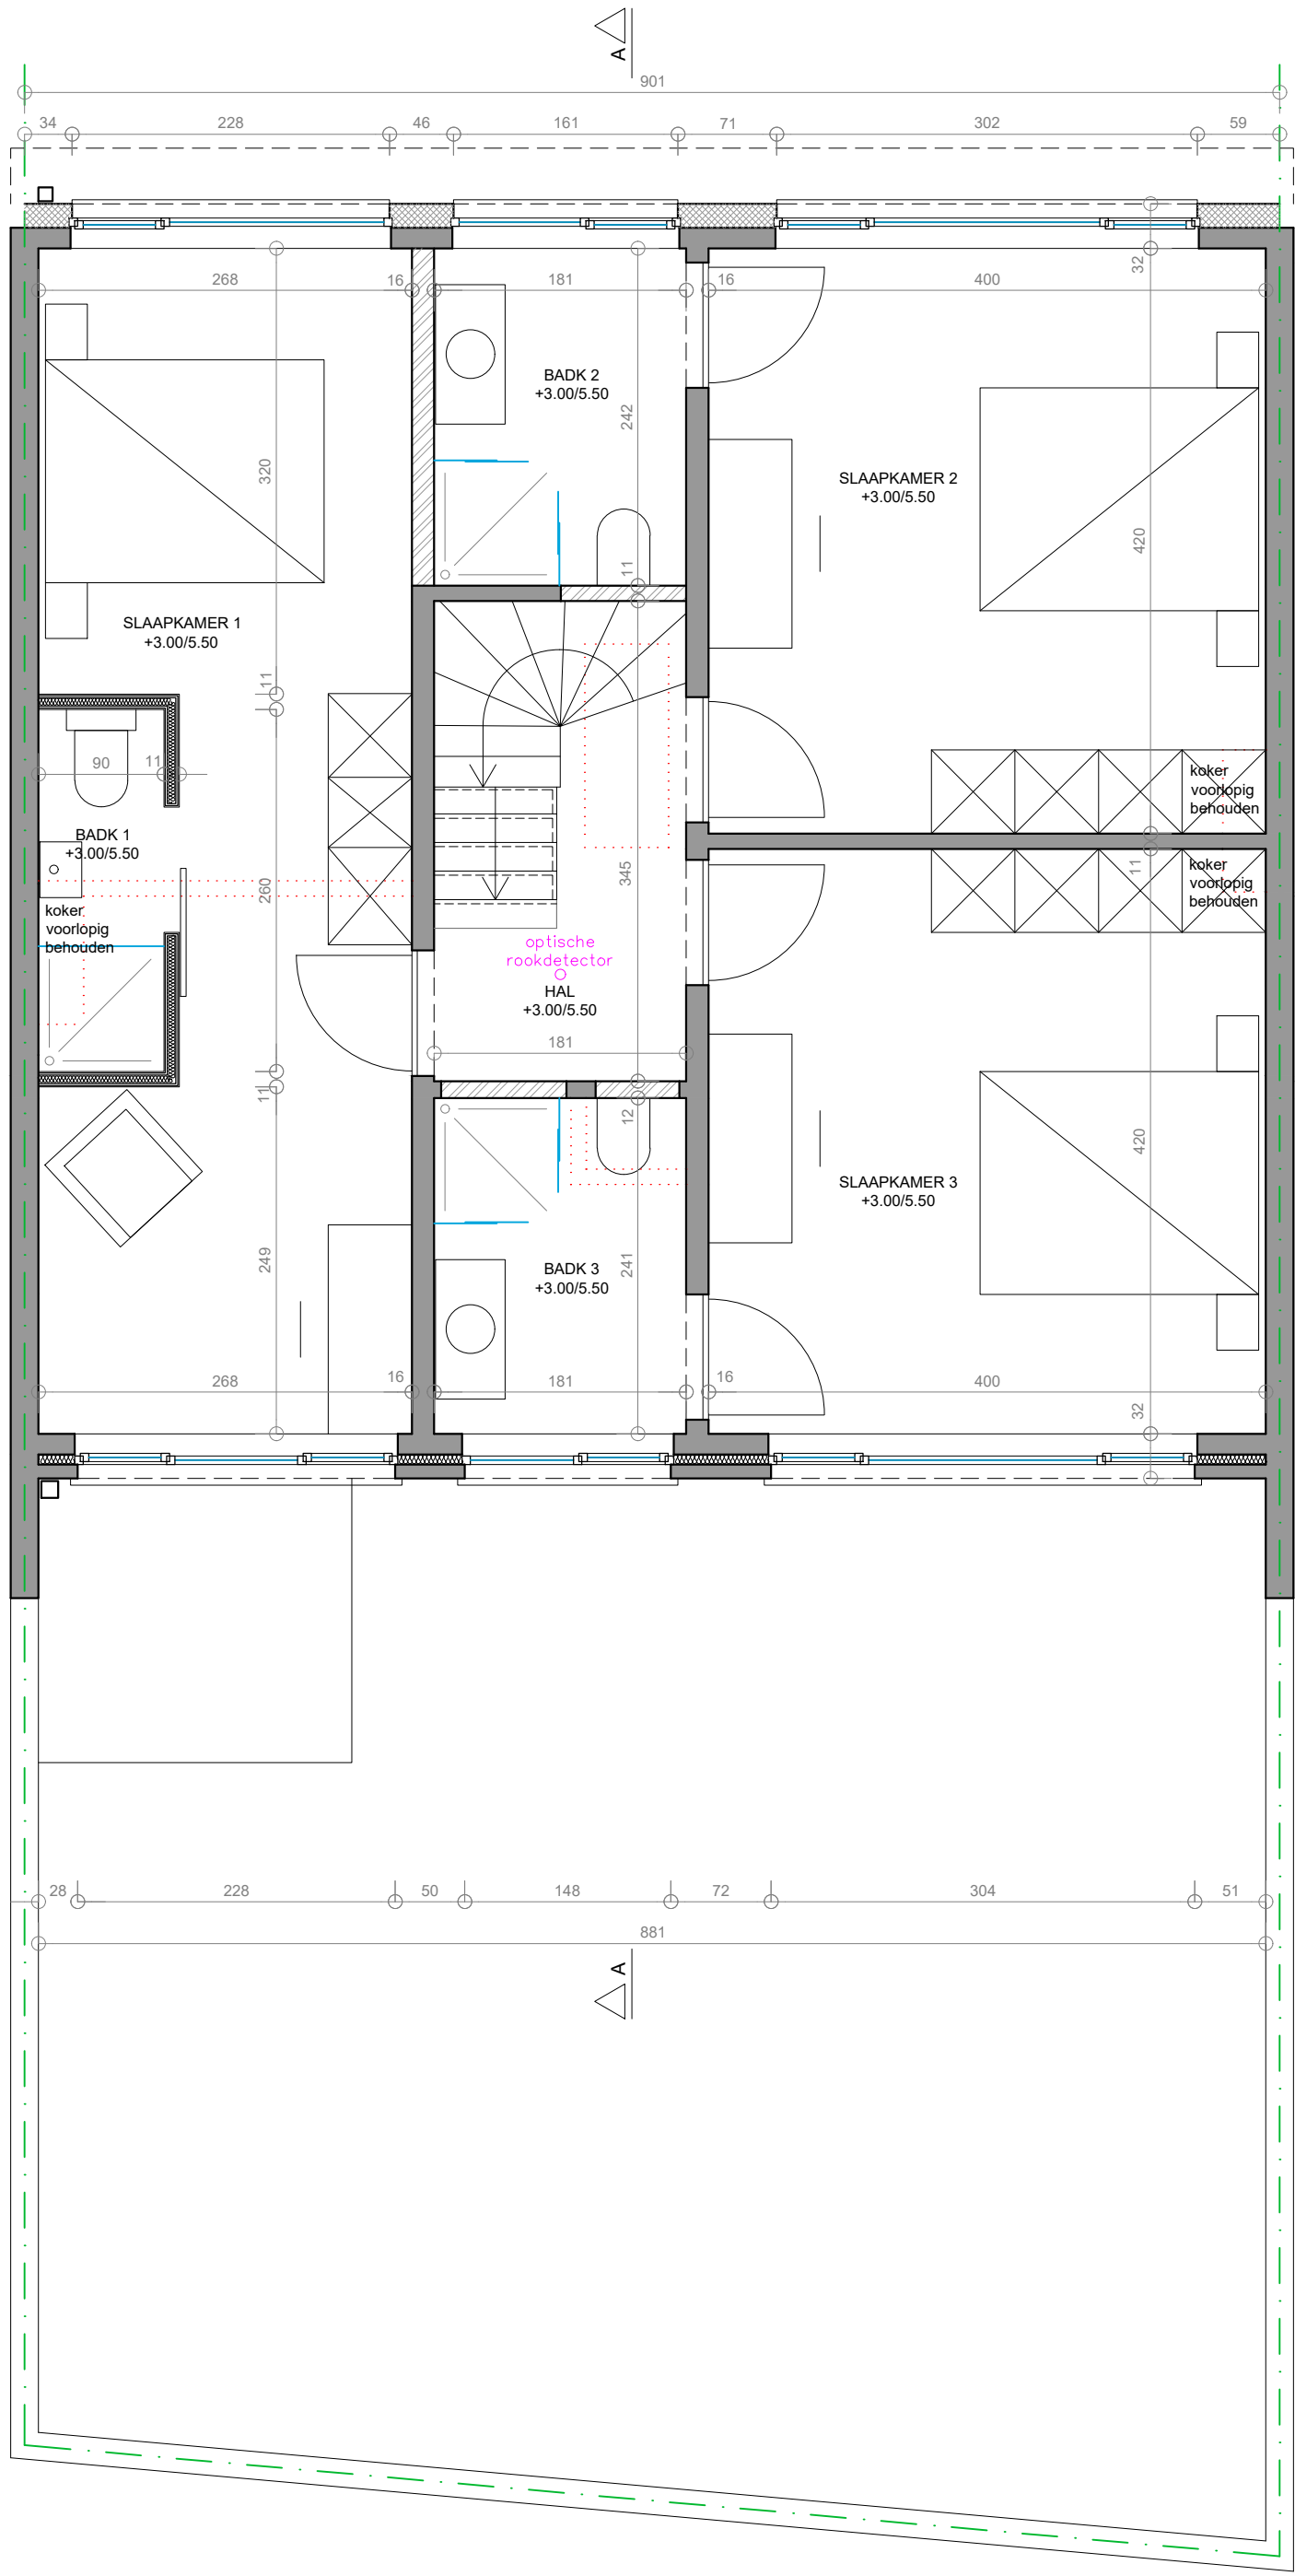 A
901
34 228 46 161 71 302 59
32
268 16 181 16 400
BADK 2
+3.00/5.50
242
320
SLAAPKAMER 2
+3.00/5.50
420
11
SLAAPKAMER 1
+3.00/5.50
11
90 11
koker
voorlopig
behouden
BADK 1
+3.00/5.50
koker
voorlopig
behouden
260
345
11
koker
voorlopig
behouden
optische
rookdetector
HAL
+3.00/5.50
181
11
12
420
SLAAPKAMER 3
+3.00/5.50
249
241
BADK 3
+3.00/5.50
268 16 181 16 400
32
28 228 50 148 72 304 51
881
A